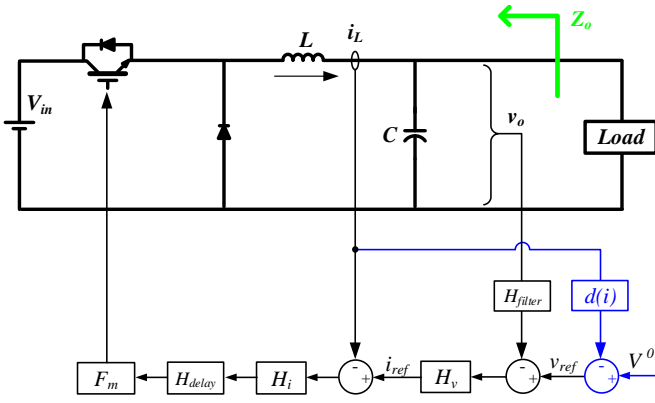 i_L
Z_o
L
V_in
v_o
C
Load
H_filter
d(i)
-
-
-
i_ref
v_ref
V^0
F_m
H_delay
H_i
+
H_v
+
+